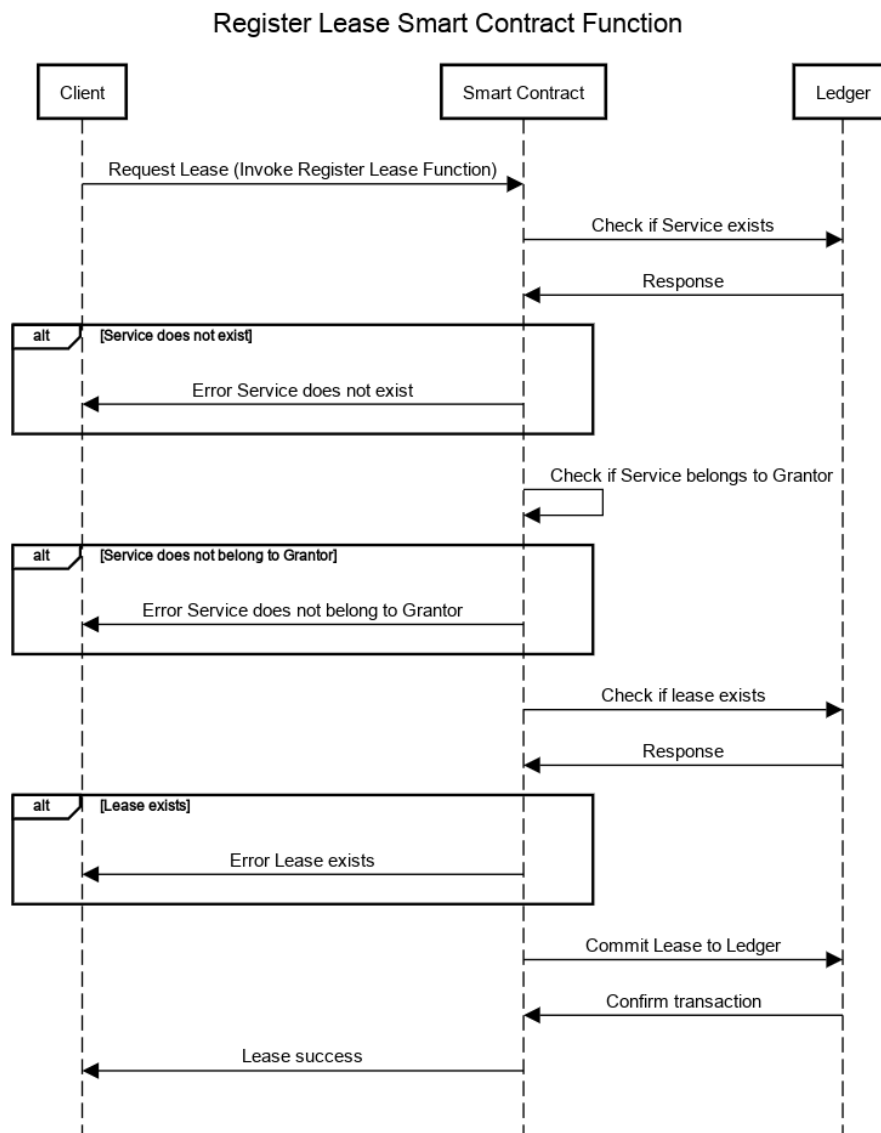 Register Lease Smart Contract Function
Client
Smart Contract
Ledger
Request Lease (Invoke Register Lease Function)
Check if Service exists
Response
alt
[Service does not exist]
Error Service does not exist
Check if Service belongs to Grantor
alt
[Service does not belong to Grantor]
Error Service does not belong to Grantor
Check if lease exists
Response
alt
[Lease exists]
Error Lease exists
Commit Lease to Ledger
Confirm transaction
Lease success